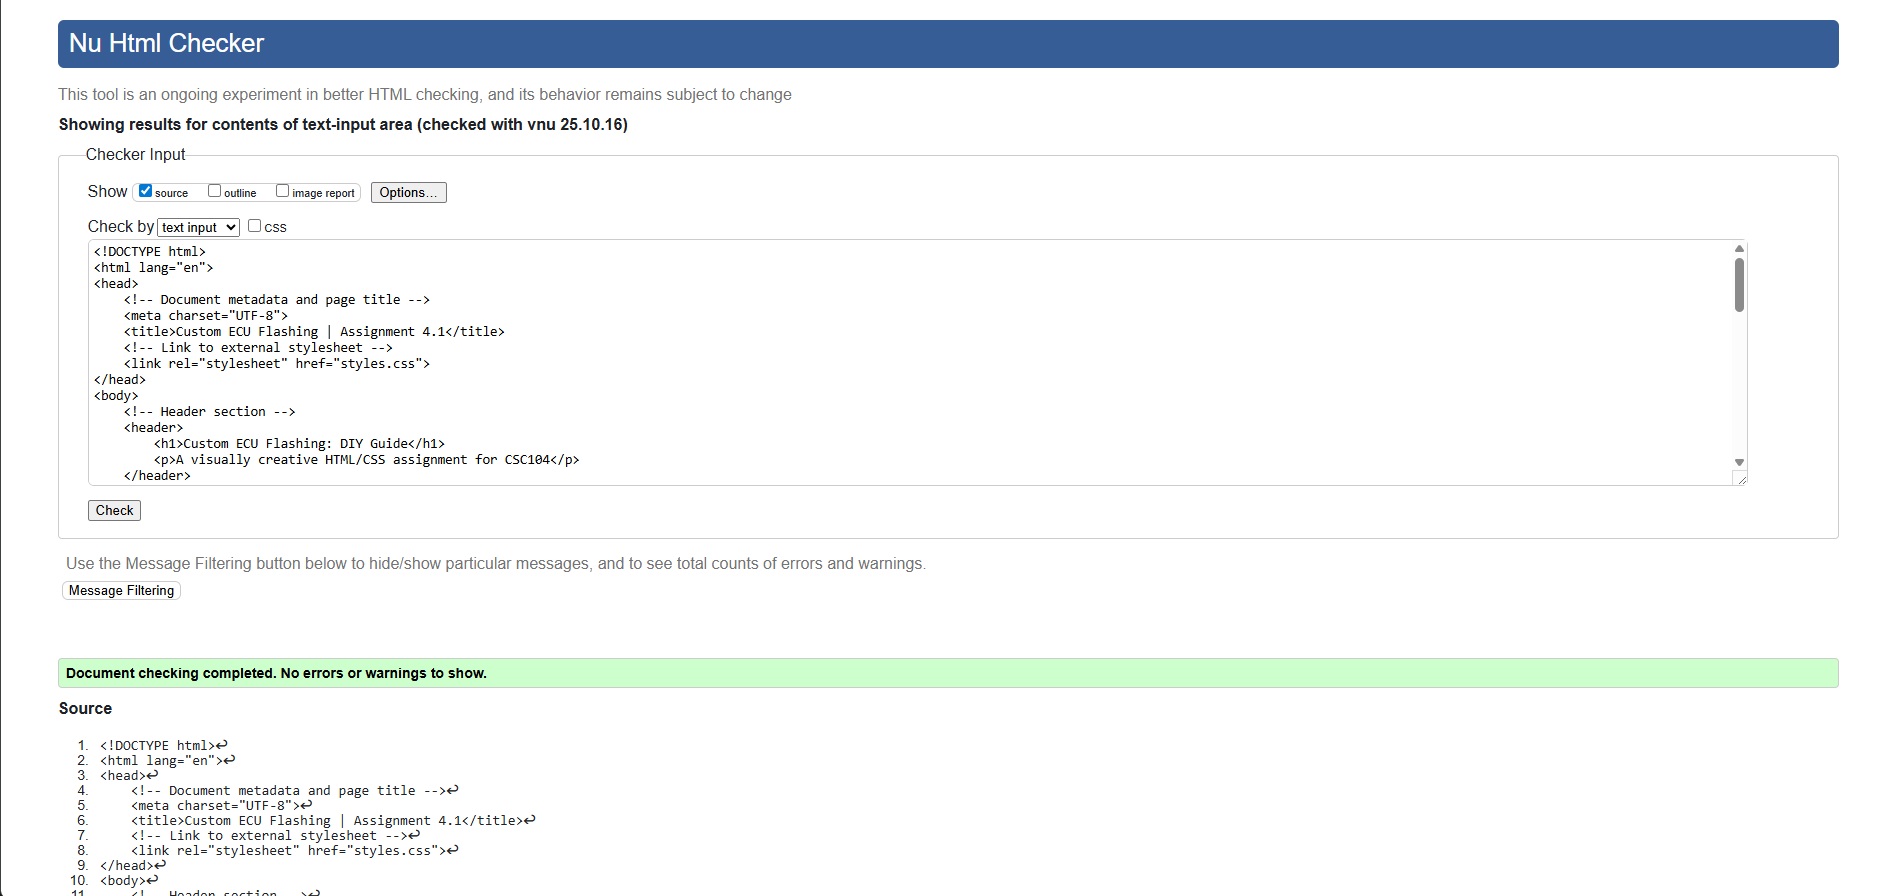 Nu Html Checker
This tool is an ongoing experiment in better HTML checking, and its behavior remains subject to change
Showing results for contents of text-input area (checked with vnu 25.10.16)
Checker Input
Show source outline image report Options...
Check by text input css
<!DOCTYPE html>
<html lang="en">
<head>
    <!-- Document metadata and page title -->
    <meta charset="UTF-8">
    <title>Custom ECU Flashing | Assignment 4.1</title>
    <!-- Link to external stylesheet -->
    <link rel="stylesheet" href="styles.css">
</head>
<body>
    <!-- Header section -->
    <header>
        <h1>Custom ECU Flashing: DIY Guide</h1>
        <p>A visually creative HTML/CSS assignment for CSC104</p>
    </header>
Check
Use the Message Filtering button below to hide/show particular messages, and to see total counts of errors and warnings.
Message Filtering
Document checking completed. No errors or warnings to show.
Source
1. <!DOCTYPE html>↩
2. <html lang="en">↩
3. <head>↩
4.     <!-- Document metadata and page title -->↩
5.     <meta charset="UTF-8">↩
6.     <title>Custom ECU Flashing | Assignment 4.1</title>↩
7.     <!-- Link to external stylesheet -->↩
8.     <link rel="stylesheet" href="styles.css">↩
9. </head>↩
10. <body>↩
11.     <!-- Header section -->↩